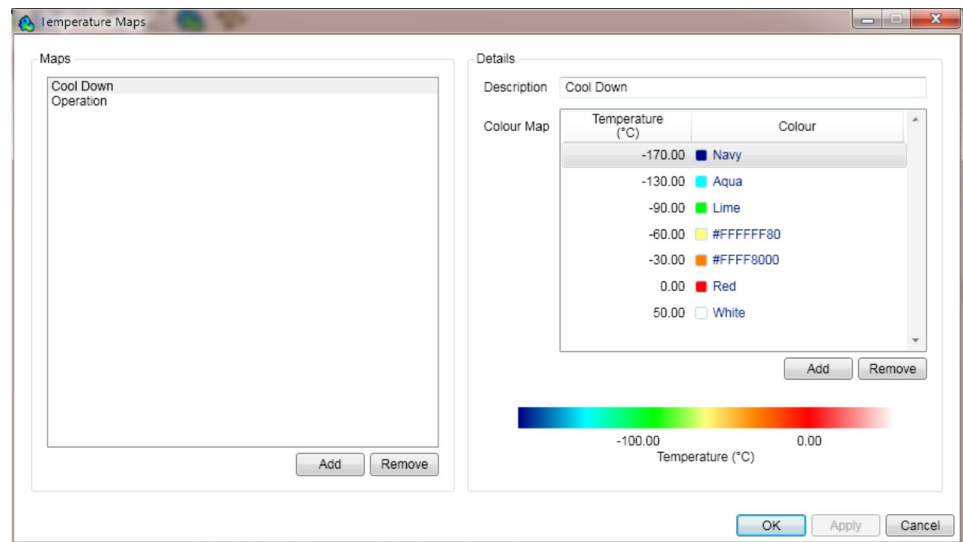 Temperature Maps
Maps
Cool Down
Operation
Add Remove
Details
Description Cool Down
Colour Map
Temperature (°C) Colour
-170.00 Navy
-130.00 Aqua
-90.00 Lime
-60.00 #FFFFFF80
-30.00 #FFFF8000
0.00 Red
50.00 White
Add Remove
-100.00 0.00
Temperature (°C)
OK Apply Cancel